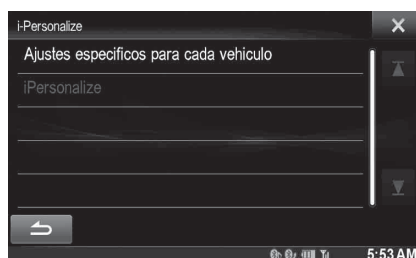 i-Personalize
Ajustes especificos para cada vehiculo
iPersonalize
5:53 AM